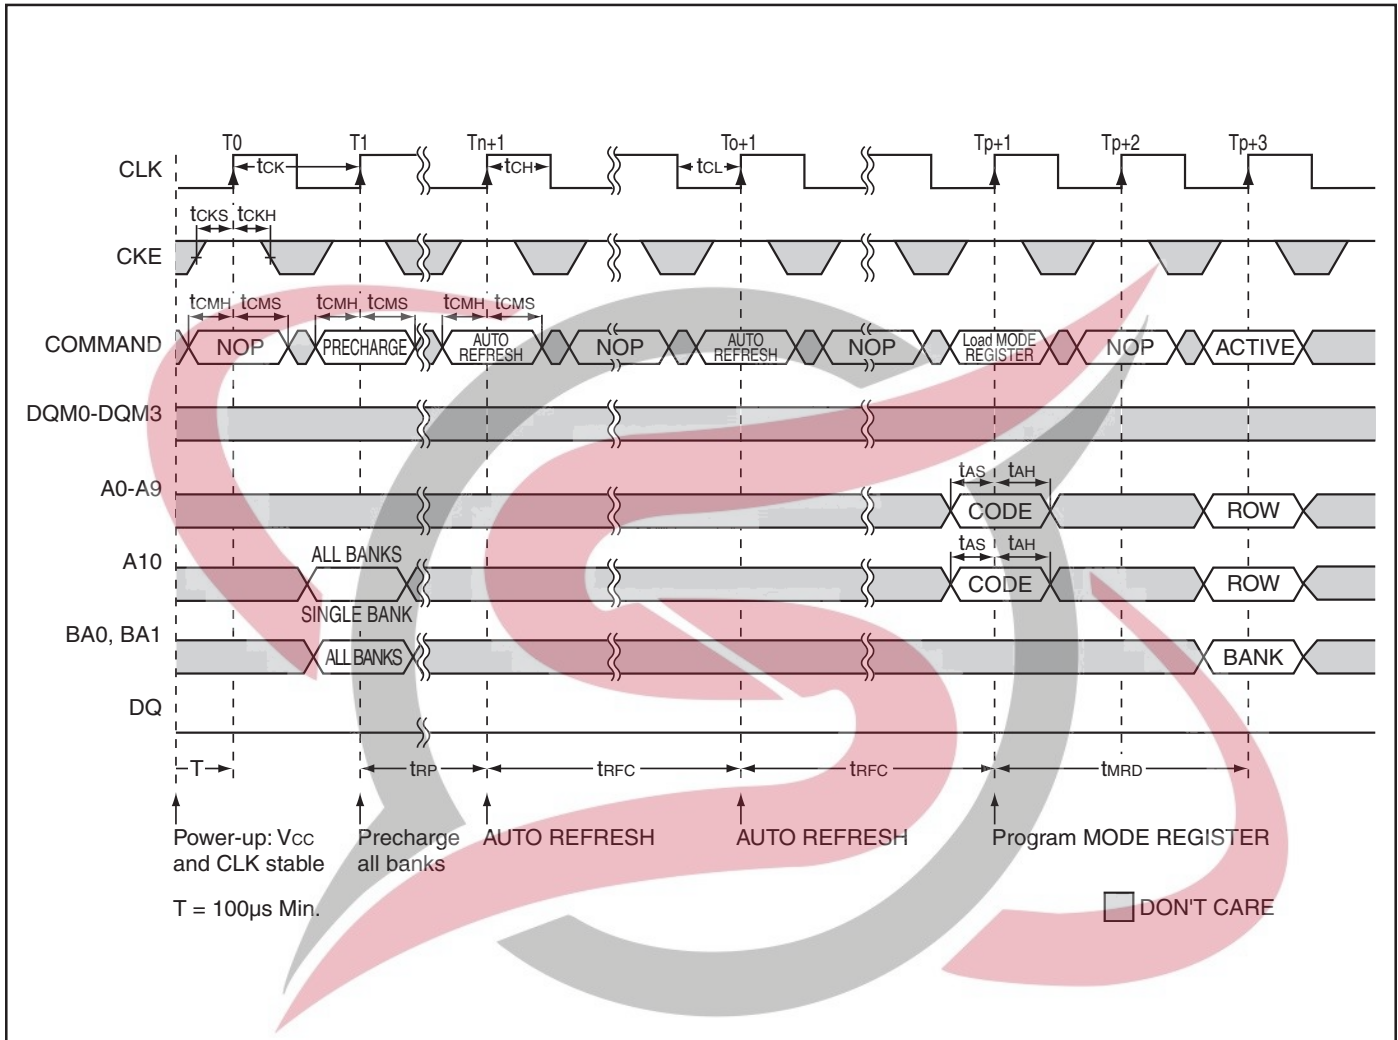 T0 T1 Tn+1 To+1 Tp+1 Tp+2 Tp+3
CLK tCK tCH tCL
tCKS tCKH
CKE
tCMH tCMS tCMH tCMS tCMH tCMS
COMMAND NOP PRECHARGE AUTO REFRESH NOP AUTO REFRESH NOP Load MODE REGISTER NOP ACTIVE
DQM0-DQM3
tAS tAH
A0-A9 CODE ROW
ALL BANKS tAS tAH
A10 CODE ROW
SINGLE BANK
BA0, BA1 ALL BANKS BANK
DQ
T tRP tRFC tRFC tMRD
Power-up: VCC Precharge AUTO REFRESH AUTO REFRESH Program MODE REGISTER
and CLK stable all banks
T = 100µs Min. DON'T CARE